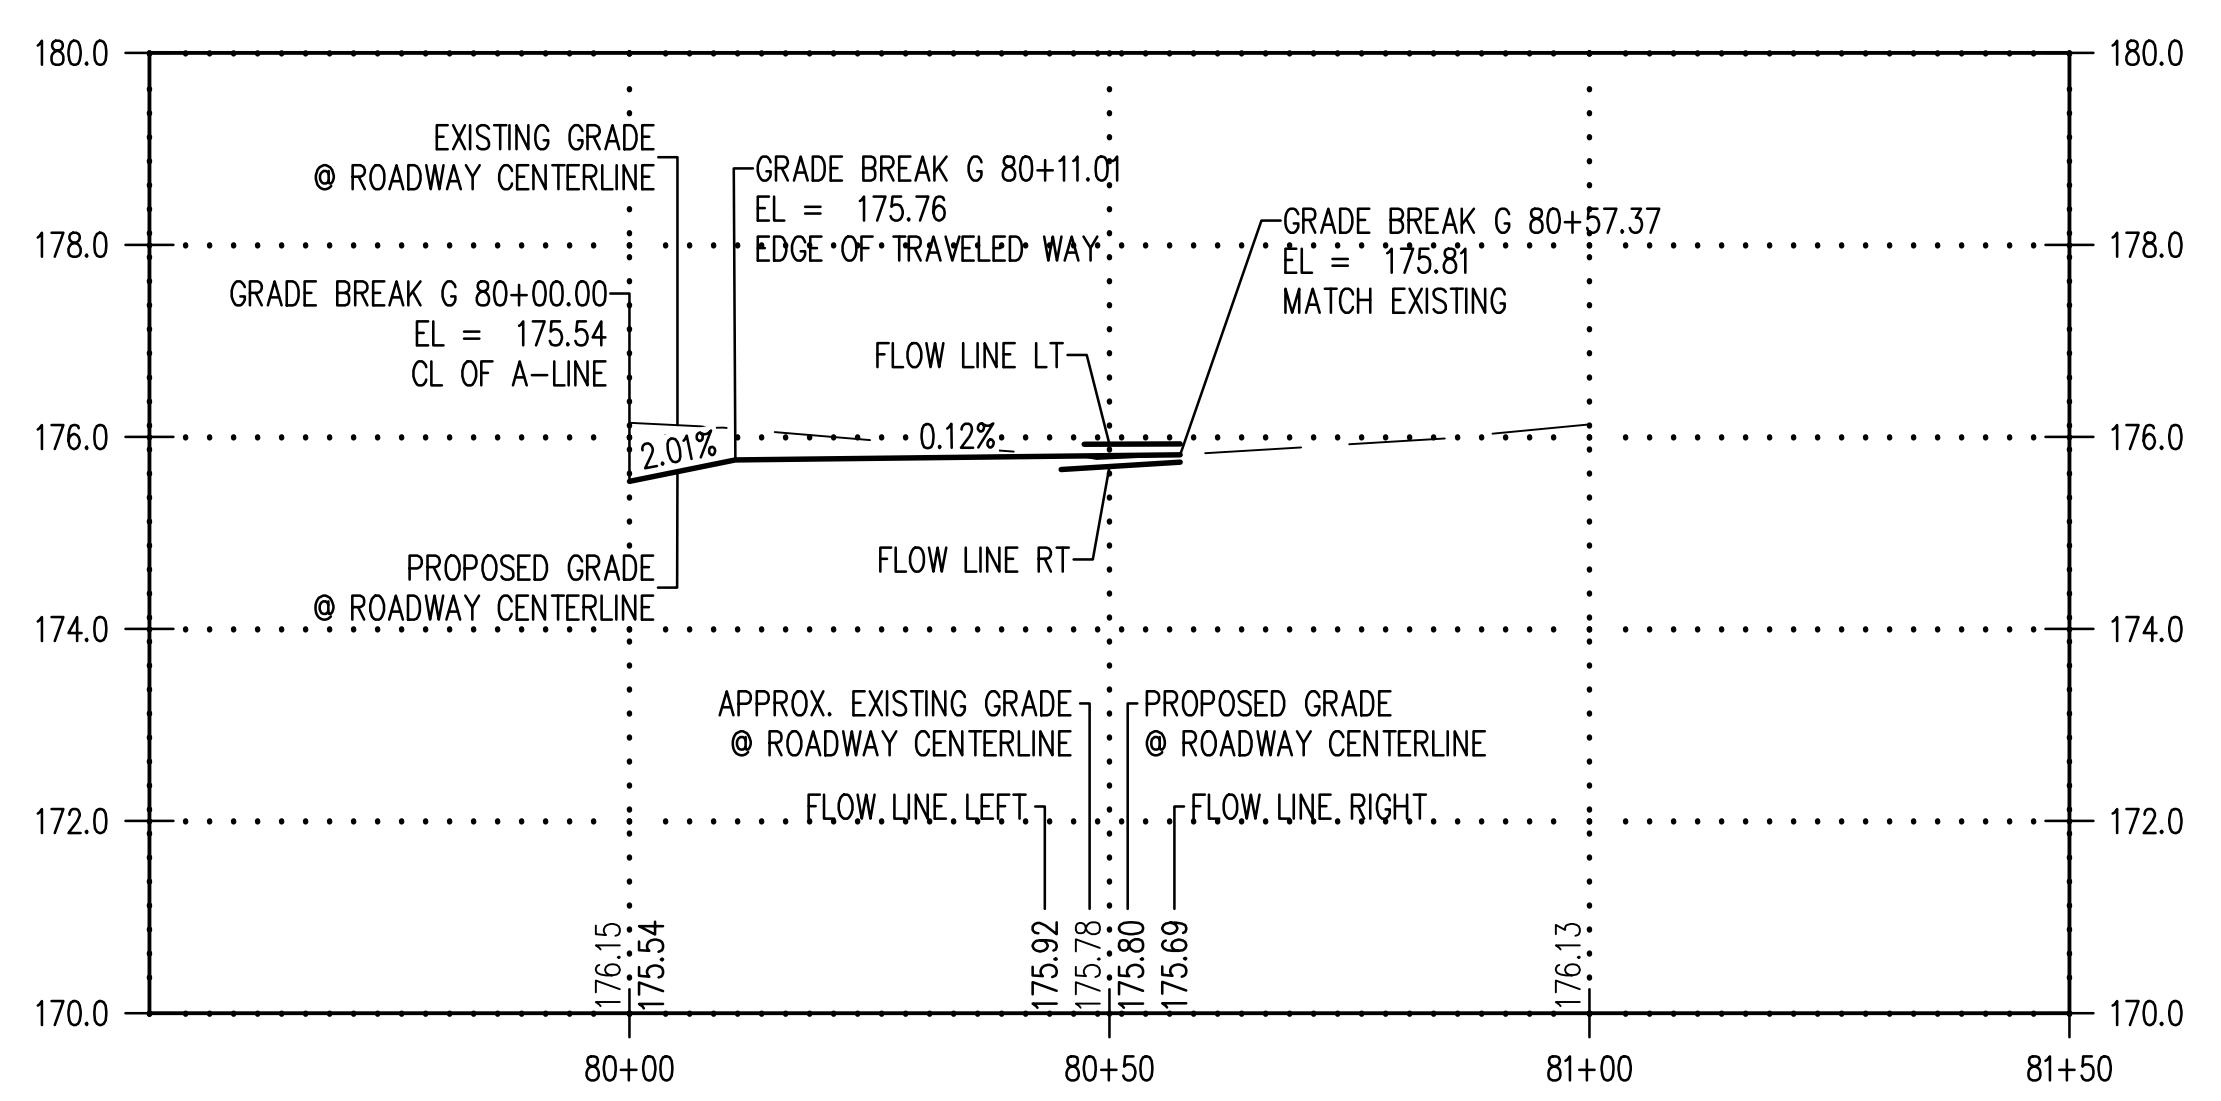 180.0
180.0
EXISTING GRADE
@ ROADWAY CENTERLINE
GRADE BREAK G 80+11.01
EL = 175.76
EDGE OF TRAVELED WAY
GRADE BREAK G 80+57.37
EL = 175.81
MATCH EXISTING
178.0
178.0
GRADE BREAK G 80+00.00
EL = 175.54
CL OF A-LINE
FLOW LINE LT
176.0
2.01%
0.12%
176.0
FLOW LINE RT
PROPOSED GRADE
@ ROADWAY CENTERLINE
174.0
174.0
APPROX. EXISTING GRADE
@ ROADWAY CENTERLINE
PROPOSED GRADE
@ ROADWAY CENTERLINE
FLOW LINE LEFT
FLOW LINE RIGHT
172.0
172.0
176.15
175.54
175.92
175.78
175.80
175.69
176.13
170.0
170.0
80+00
80+50
81+00
81+50